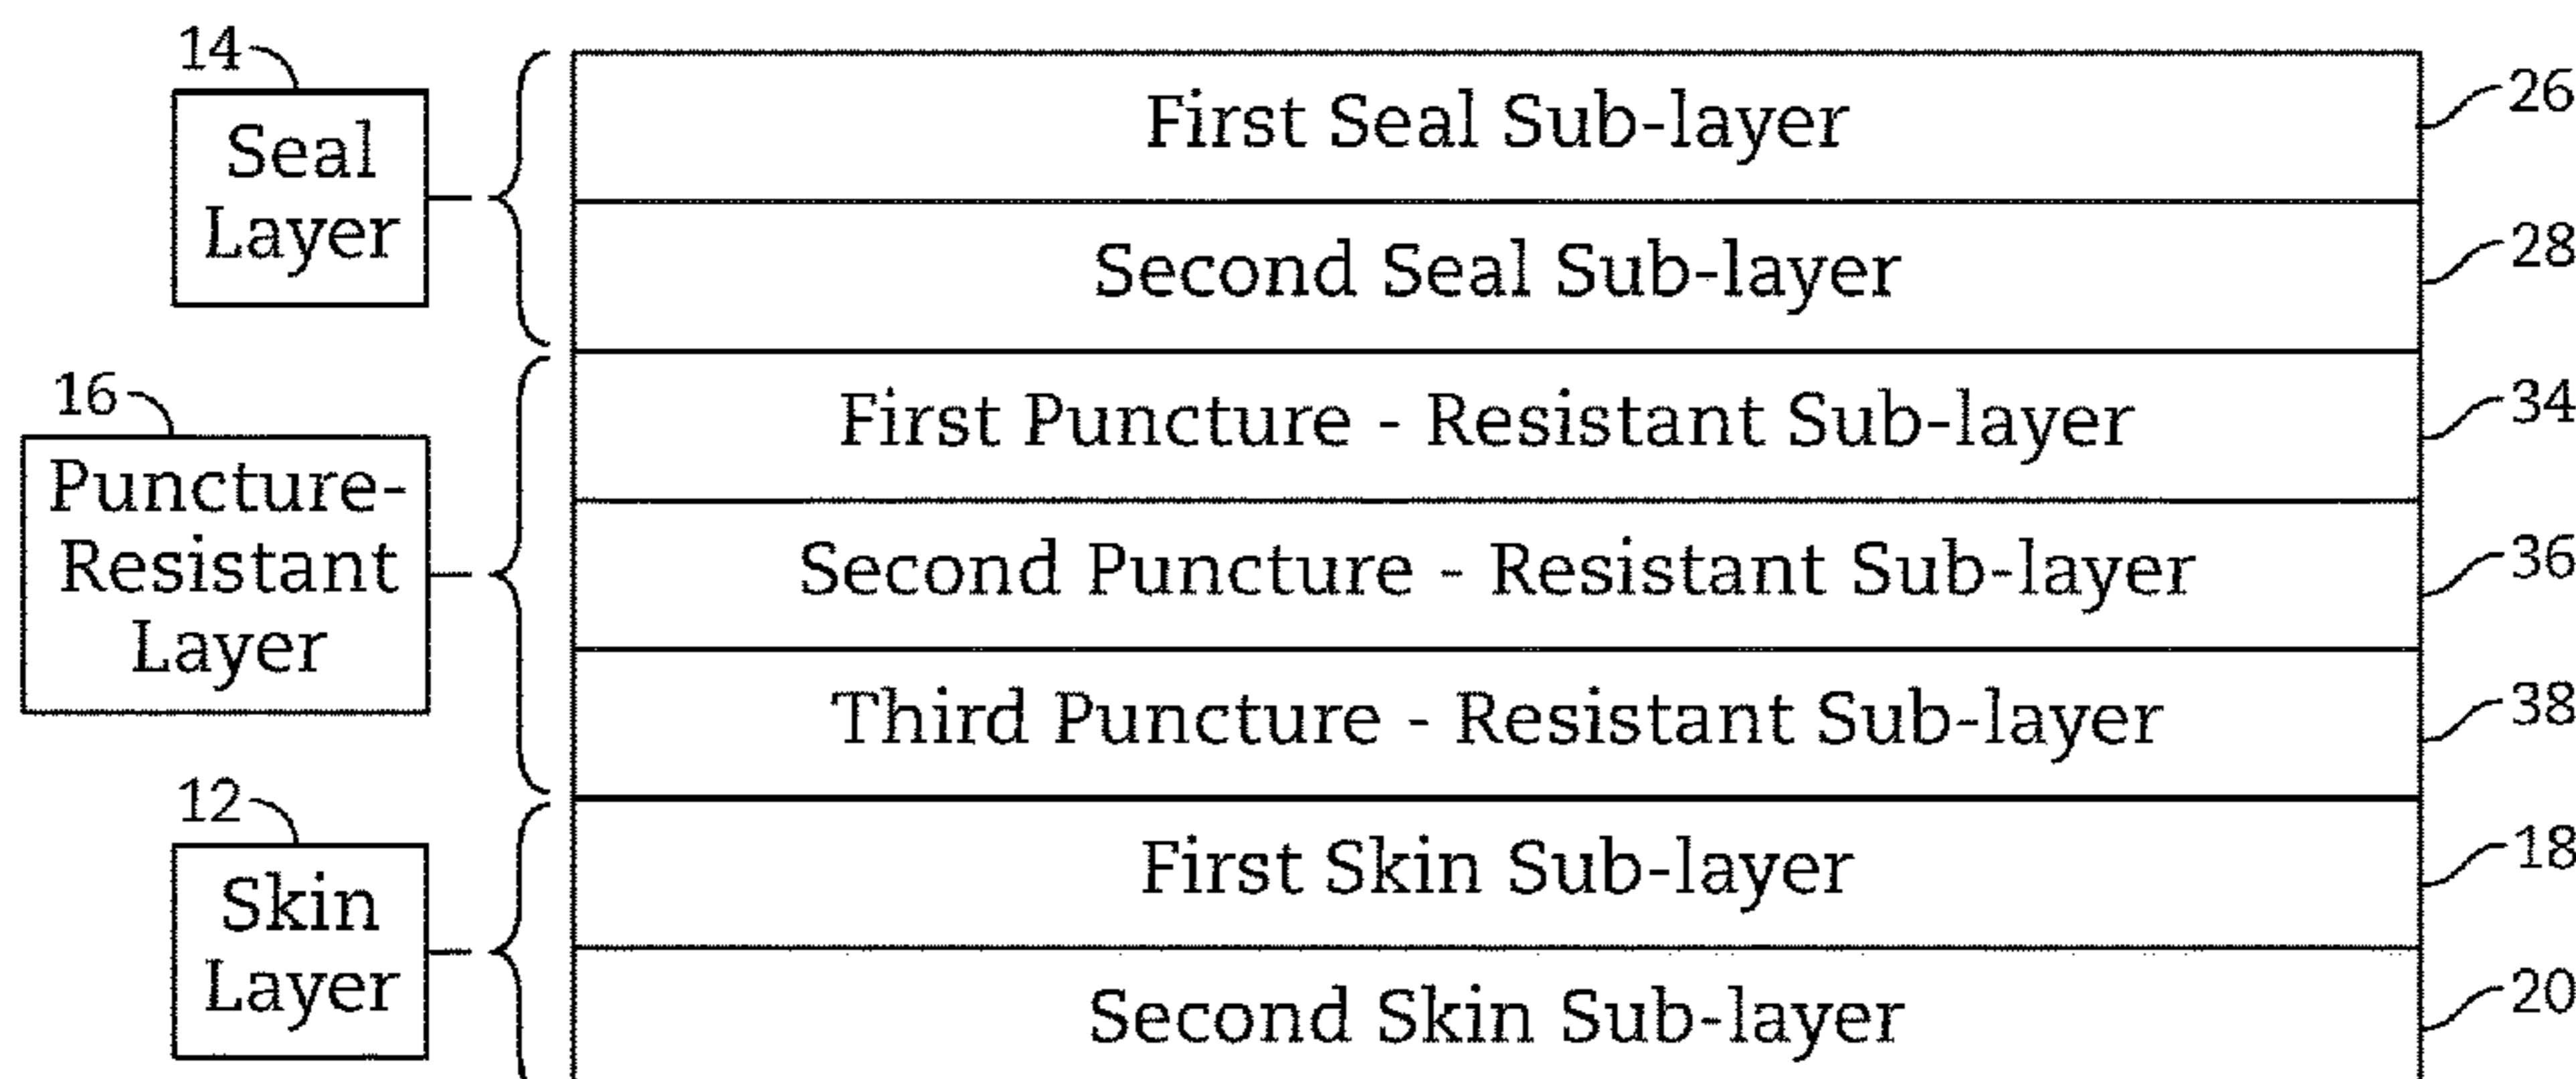 14
Seal
Layer
First Seal Sub-layer
26
Second Seal Sub-layer
28
16
Puncture-
Resistant
Layer
First Puncture - Resistant Sub-layer
34
Second Puncture - Resistant Sub-layer
36
Third Puncture - Resistant Sub-layer
38
12
Skin
Layer
First Skin Sub-layer
18
Second Skin Sub-layer
20